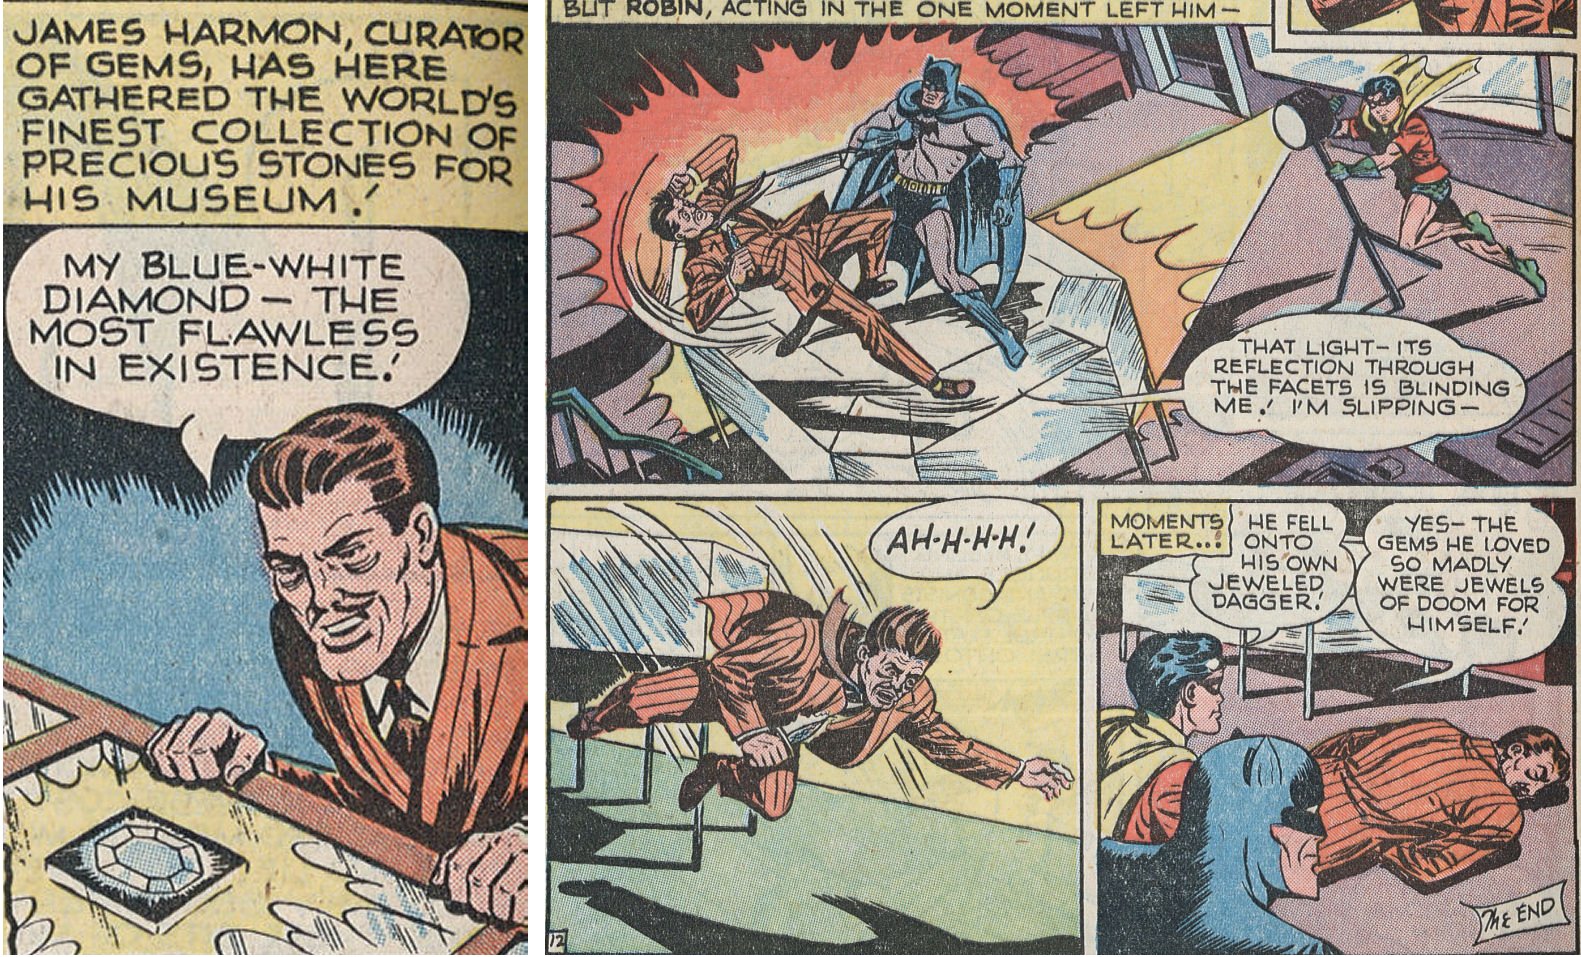 JAMES HARMON, CURATOR
OF GEMS, HAS HERE
GATHERED THE WORLD'S
FINEST COLLECTION OF
PRECIOUS STONES FOR
HIS MUSEUM!
MY BLUE-WHITE
DIAMOND — THE
MOST FLAWLESS
IN EXISTENCE!
BUT ROBIN, ACTING IN THE ONE MOMENT LEFT HIM—
THAT LIGHT—ITS
REFLECTION THROUGH
THE FACETS IS BLINDING
ME! I'M SLIPPING—
AH-H-H-H!
12
MOMENTS
LATER...
HE FELL
ONTO
HIS OWN
JEWELED
DAGGER!
YES—THE
GEMS HE LOVED
SO MADLY
WERE JEWELS
OF DOOM FOR
HIMSELF!
THE END